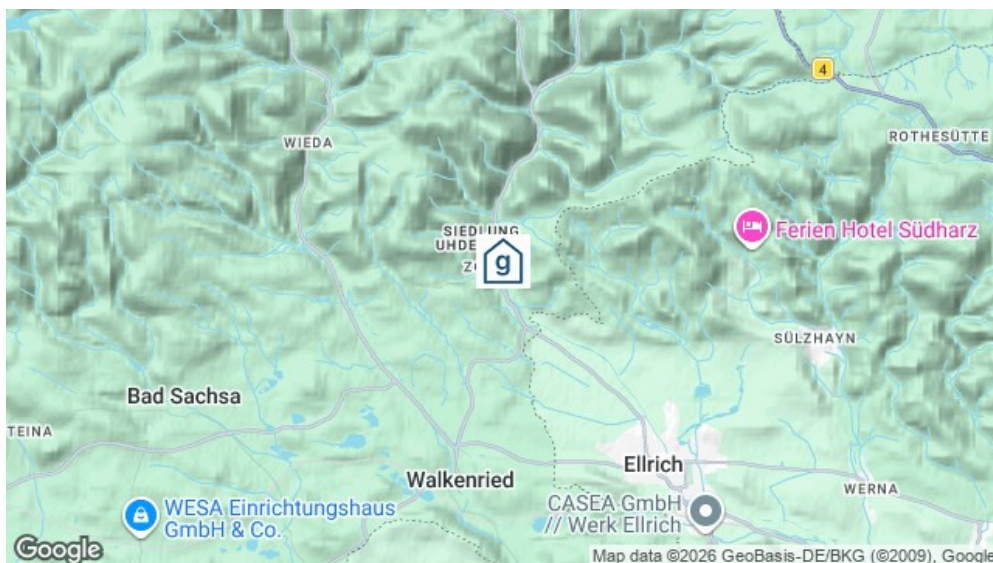 4
ROTHESÜTTE
WIEDA
SIEDLUNG
Ferien Hotel Südharz
g
SÜLZHAYN
Bad Sachsa
TEINA
Ellrich
Walkenried
WERNA
WESA Einrichtungshaus
GmbH & Co.
CASEA GmbH
// Werk Ellrich
Google
Map data ©2026 GeoBasis-DE/BKG (©2009), Google